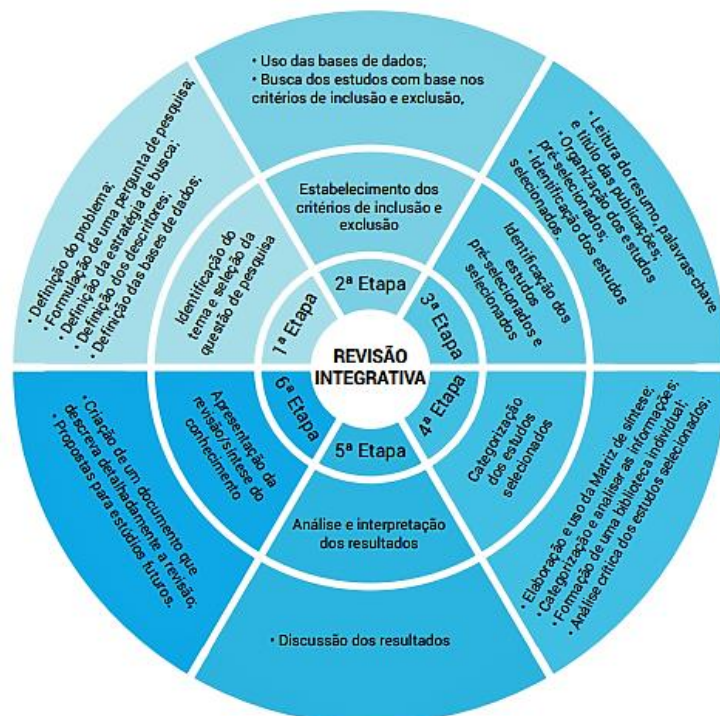 REVISÃO
INTEGRATIVA
1ª Etapa
Identificação do
tema e seleção da
questão de pesquisa
• Definição do problema;
• Formulação de uma pergunta de pesquisa;
• Definição da estratégia de busca;
• Definição dos descritores;
• Definição das bases de dados;
2ª Etapa
Estabelecimento dos
critérios de inclusão e
exclusão
• Uso das bases de dados;
• Busca dos estudos com base nos
critérios de inclusão e exclusão,
3ª Etapa
Identificação dos
estudos
pré-selecionados e
selecionados
• Leitura do resumo, palavras-chave
e título das publicações;
• Organização dos estudos
pré-selecionados;
• Identificação dos estudos
selecionados,
4ª Etapa
Categorização
dos estudos
selecionados
• Elaboração e uso da Matriz de síntese;
• Categorização e analisar as informações;
• Formação de uma biblioteca individual;
• Análise crítica dos estudos selecionados;
5ª Etapa
Análise e interpretação
dos resultados
• Discussão dos resultados
6ª Etapa
Apresentação da
revisão/síntese do
conhecimento
• Criação de um documento que
descreva detalhadamente a revisão;
• Propostas para estúdios futuros.